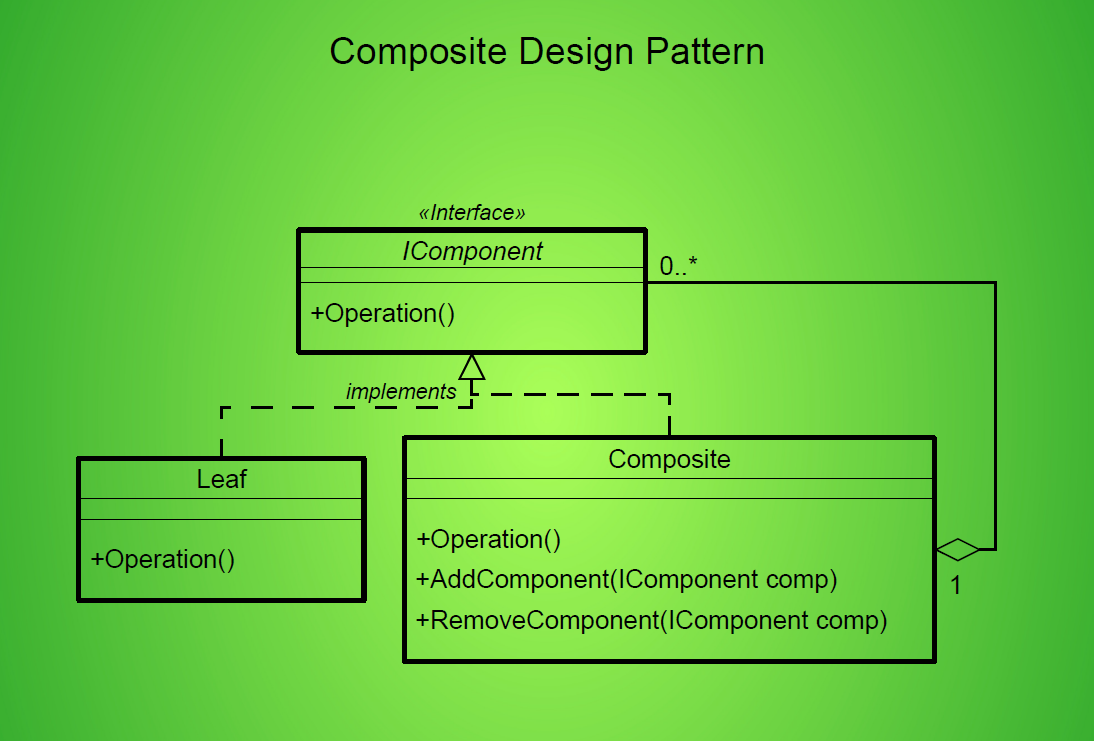 Composite Design Pattern
«Interface»
IComponent
0..*
+Operation()
implements
Leaf
+Operation()
Composite
+Operation()
+AddComponent(IComponent comp)
+RemoveComponent(IComponent comp)
1